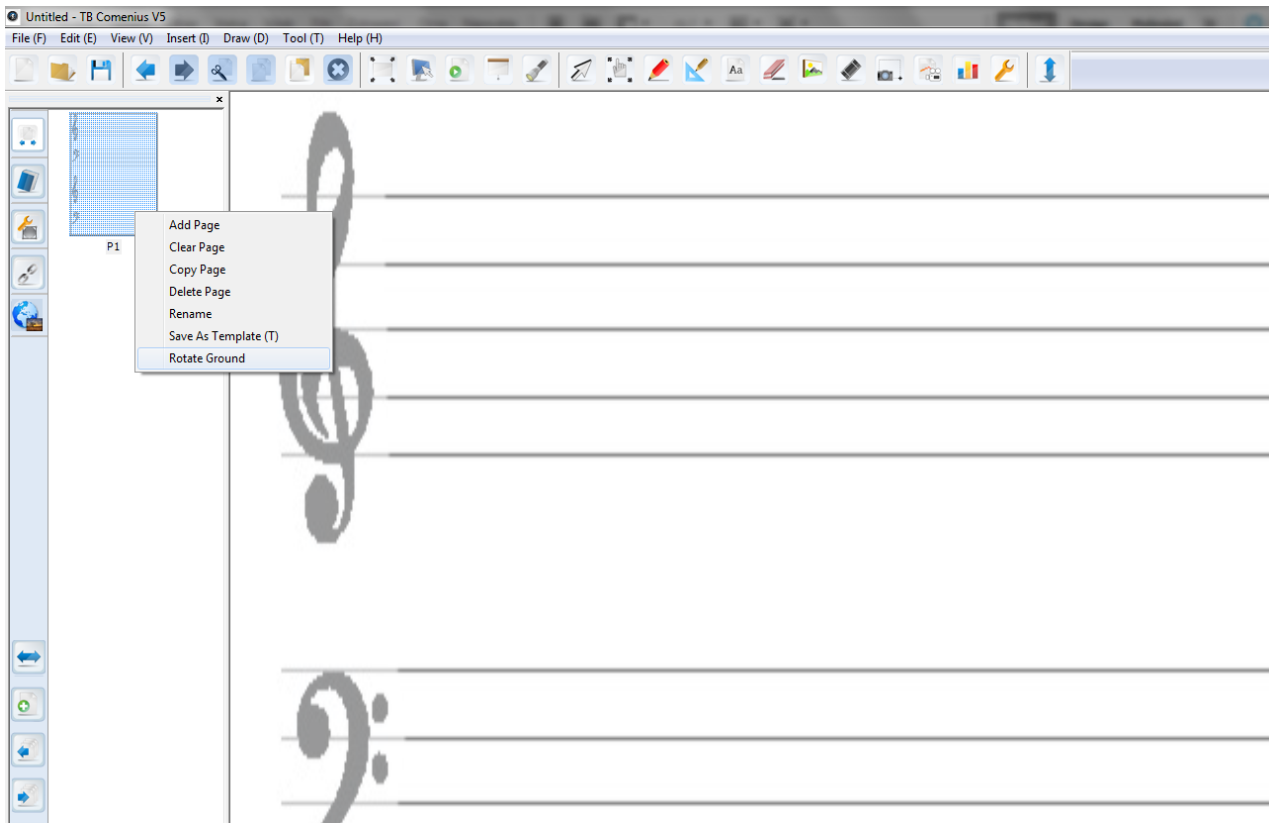 Untitled - TB Comenius V5
File (F) Edit (E) View (V) Insert (I) Draw (D) Tool (T) Help (H)
Aa
P1
Add Page
Clear Page
Copy Page
Delete Page
Rename
Save As Template (T)
Rotate Ground